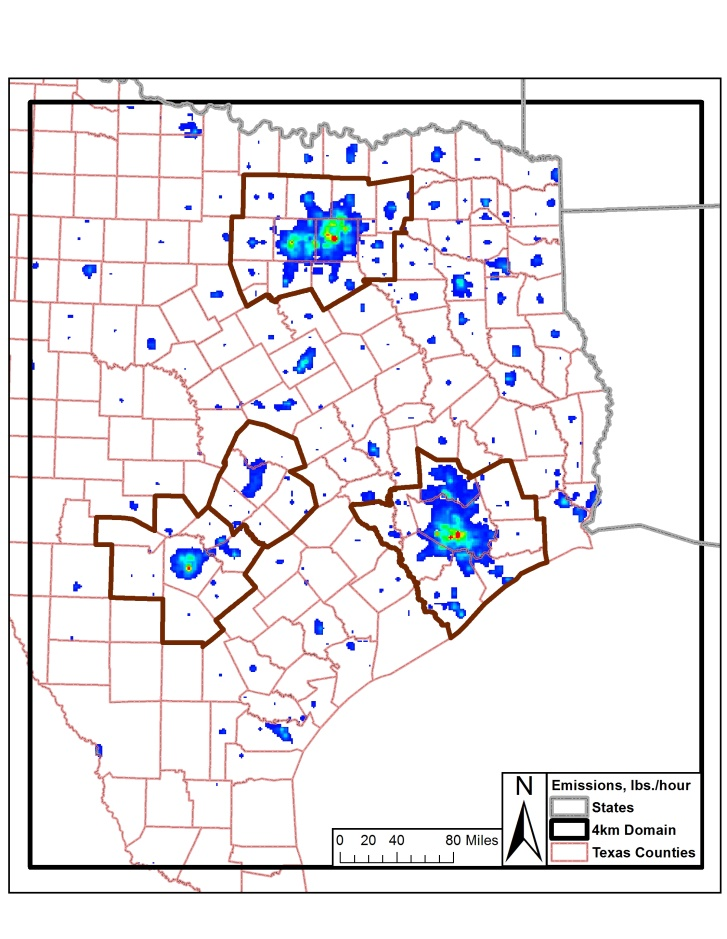 N
Emissions, lbs./hour
States
4km Domain
Texas Counties
0 20 40 80 Miles